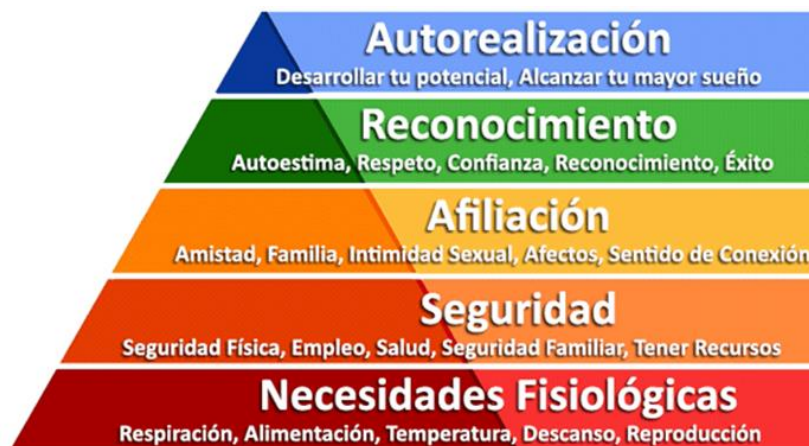 Autorealización
Desarrollar tu potencial, Alcanzar tu mayor sueño
Reconocimiento
Autoestima, Respeto, Confianza, Reconocimiento, Éxito
Afiliación
Amistad, Familia, Intimidad Sexual, Afectos, Sentido de Conexión
Seguridad
Seguridad Física, Empleo, Salud, Seguridad Familiar, Tener Recursos
Necesidades Fisiológicas
Respiración, Alimentación, Temperatura, Descanso, Reproducción